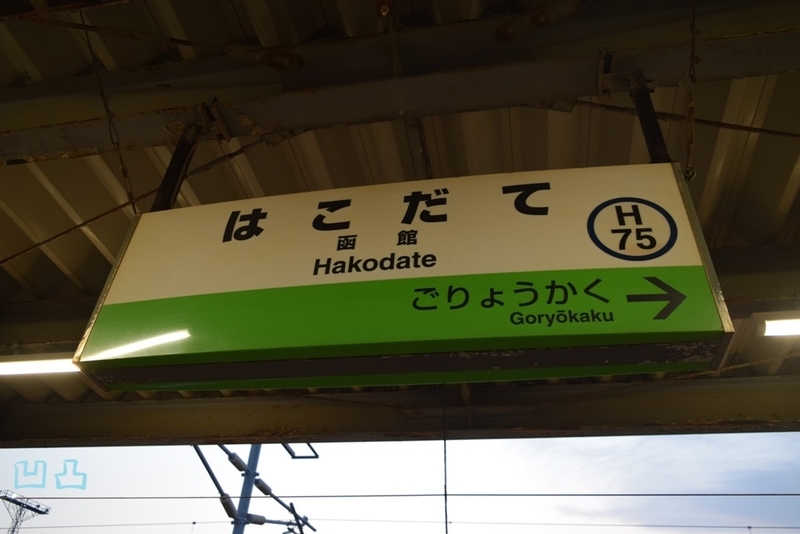 はこだて
函館
Hakodate
H
75
ごりょうかく
Goryōkaku
凹凸